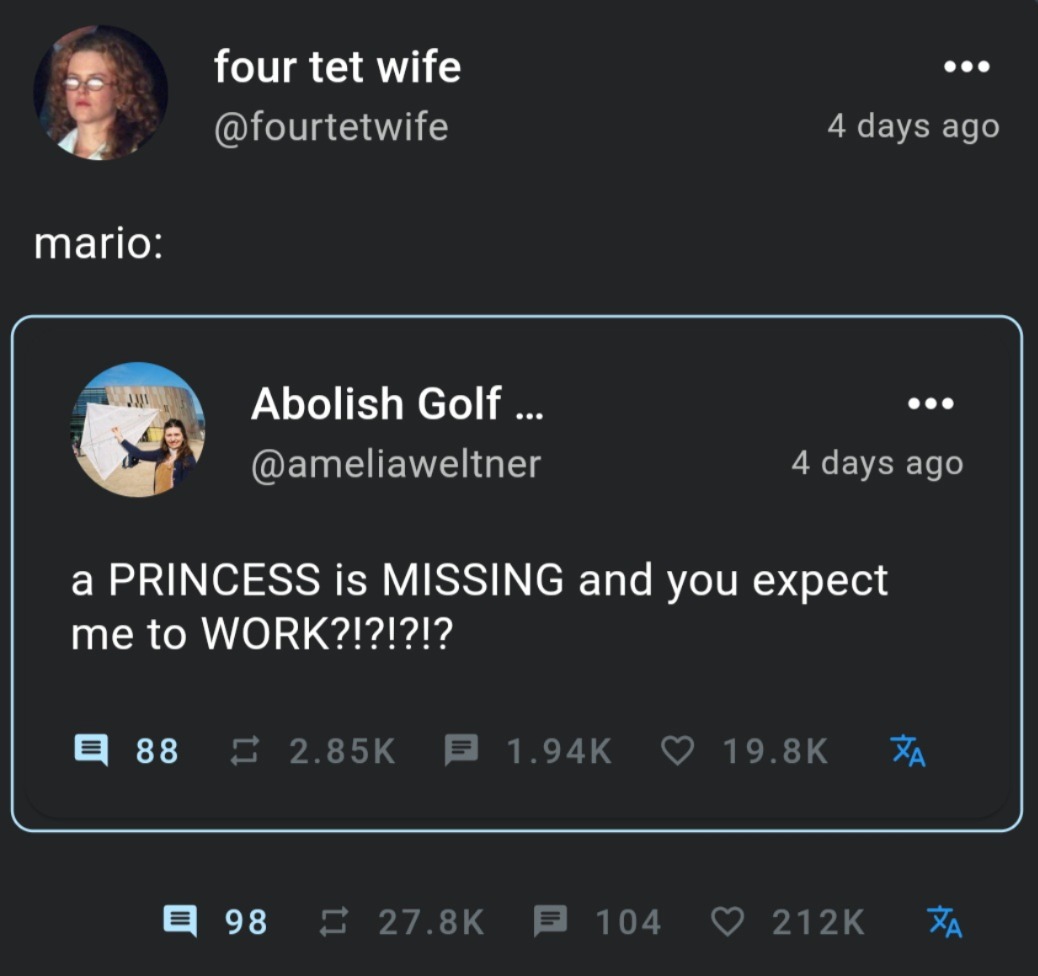 four tet wife
@fourtetwife
4 days ago
mario:
Abolish Golf ...
@ameliaweltner
4 days ago
a PRINCESS is MISSING and you expect
me to WORK?!?!?!?
88 2.85K 1.94K 19.8K
98 27.8K 104 212K